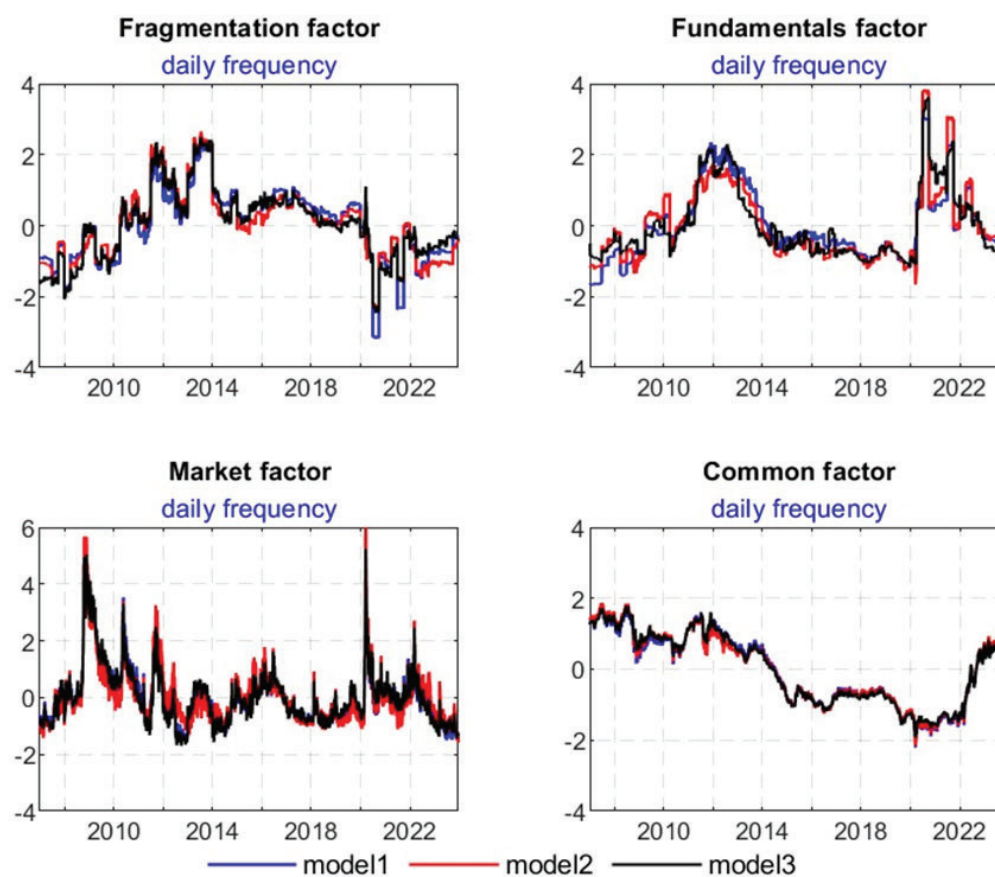 Fragmentation factor
daily frequency
4
2
0
-2
-4
2010 2014 2018 2022
Fundamentals factor
daily frequency
4
2
0
-2
-4
2010 2014 2018 2022
Market factor
daily frequency
6
4
2
0
-2
-4
2010 2014 2018 2022
Common factor
daily frequency
4
2
0
-2
-4
2010 2014 2018 2022
model1 model2 model3